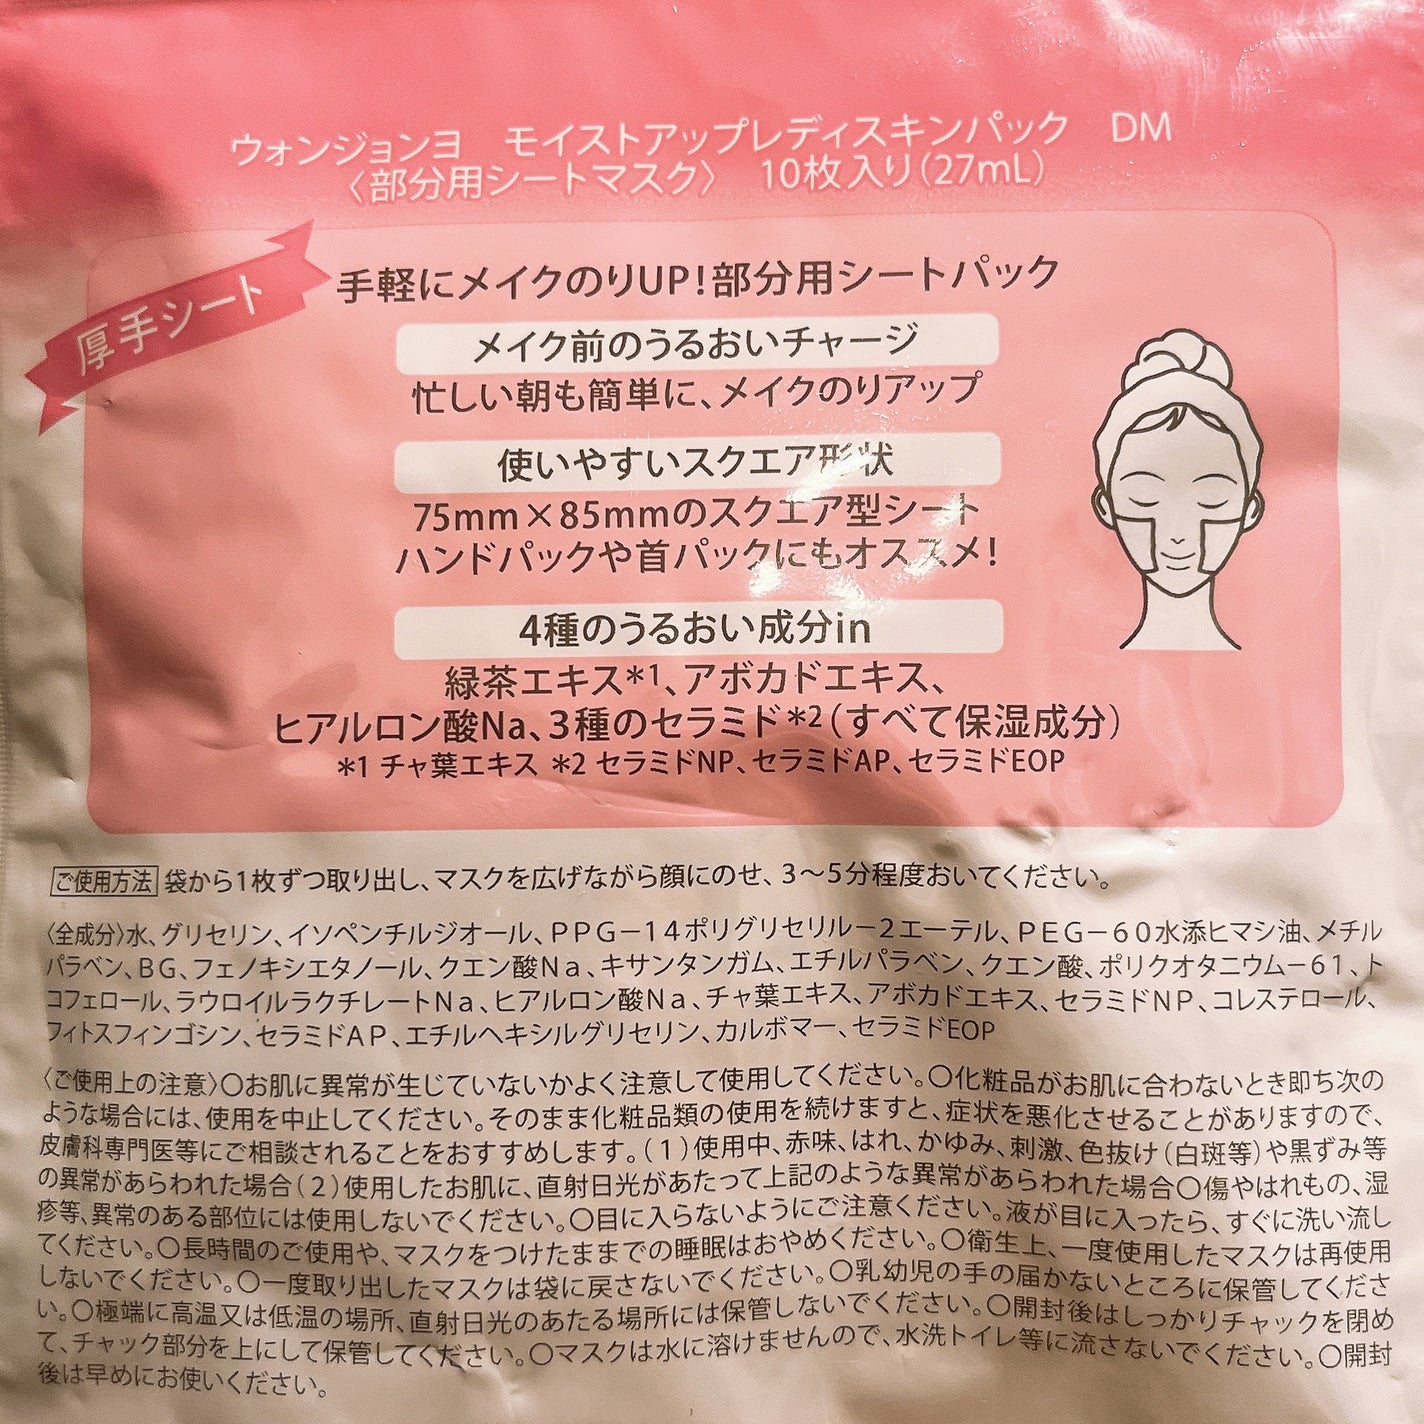 ウォンジョンヨ　モイストアップレディスキンパック　DM
〈部分用シートマスク〉　10枚入り(27mL)
厚手シート
手軽にメイクのりUP!部分用シートパック
メイク前のうるおいチャージ
忙しい朝も簡単に、メイクのりアップ
使いやすいスクエア形状
75mm×85mmのスクエア型シート
ハンドパックや首パックにもオススメ!
4種のうるおい成分in
緑茶エキス*1、アボカドエキス、
ヒアルロン酸Na、3種のセラミド*2(すべて保湿成分)
*1 チャ葉エキス *2 セラミドNP、セラミドAP、セラミドEOP
ご使用方法 袋から1枚ずつ取り出し、マスクを広げながら顔にのせ、3〜5分程度おいてください。
〈全成分〉水、グリセリン、イソペンチルジオール、PPG－14ポリグリセリル－2エーテル、PEG－60水添ヒマシ油、メチル
パラベン、BG、フェノキシエタノール、クエン酸Na、キサンタンガム、エチルパラベン、クエン酸、ポリクオタニウム－61、ト
コフェロール、ラウロイルラクチレートNa、ヒアルロン酸Na、チャ葉エキス、アボカドエキス、セラミドNP、コレステロール、
フィトスフィンゴシン、セラミドAP、エチルヘキシルグリセリン、カルボマー、セラミドEOP
〈ご使用上の注意〉○お肌に異常が生じていないかよく注意して使用してください。○化粧品がお肌に合わないとき即ち次の
ような場合には、使用を中止してください。そのまま化粧品類の使用を続けますと、症状を悪化させることがありますので、
皮膚科専門医等にご相談されることをおすすめします。(1)使用中、赤味、はれ、かゆみ、刺激、色抜け(白斑等)や黒ずみ等
の異常があらわれた場合(2)使用したお肌に、直射日光があたって上記のような異常があらわれた場合○傷やはれもの、湿
疹等、異常のある部位には使用しないでください。○目に入らないようにご注意ください。液が目に入ったら、すぐに洗い流し
てください。○長時間のご使用や、マスクをつけたままでの睡眠はおやめください。○衛生上、一度使用したマスクは再使用
しないでください。○一度取り出したマスクは袋に戻さないでください。○乳幼児の手の届かないところに保管してくださ
い。○極端に高温又は低温の場所、直射日光のあたる場所には保管しないでください。○開封後はしっかりチャックを閉め
て、チャック部分を上にして保管してください。○マスクは水に溶けませんので、水洗トイレ等に流さないでください。○開封
後は早めにお使いください。